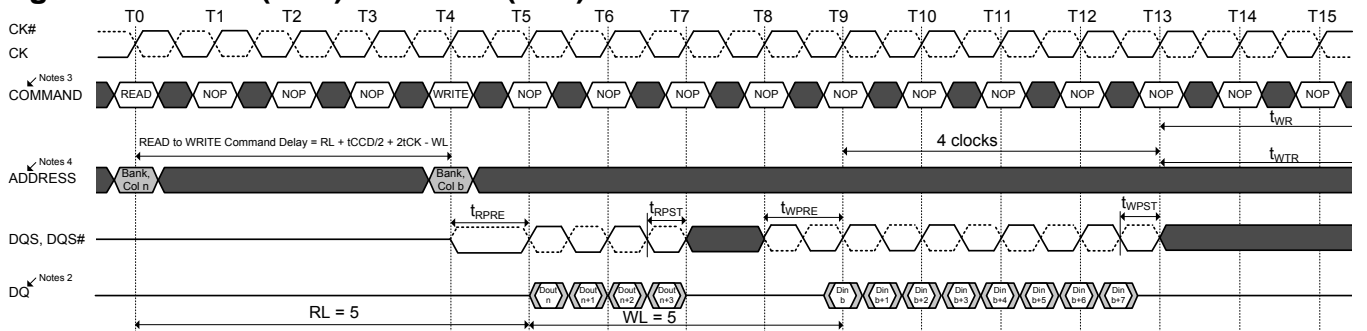 T0 T1 T2 T3 T4 T5 T6 T7 T8 T9 T10 T11 T12 T13 T14 T15
CK#
CK
Notes 3
COMMAND READ NOP NOP NOP WRITE NOP NOP NOP NOP NOP NOP NOP NOP NOP NOP NOP
tWR
READ to WRITE Command Delay = RL + tCCD/2 + 2tCK - WL
4 clocks
tWTR
Notes 4
ADDRESS
Bank, Col n
Bank, Col b
tRPRE tRPST tWPRE tWPST
DQS, DQS#
Notes 2
DQ
Dout n Dout n+1 Dout n+2 Dout n+3 Din b Din b+1 Din b+2 Din b+3 Din b+4 Din b+5 Din b+6 Din b+7
RL = 5 WL = 5